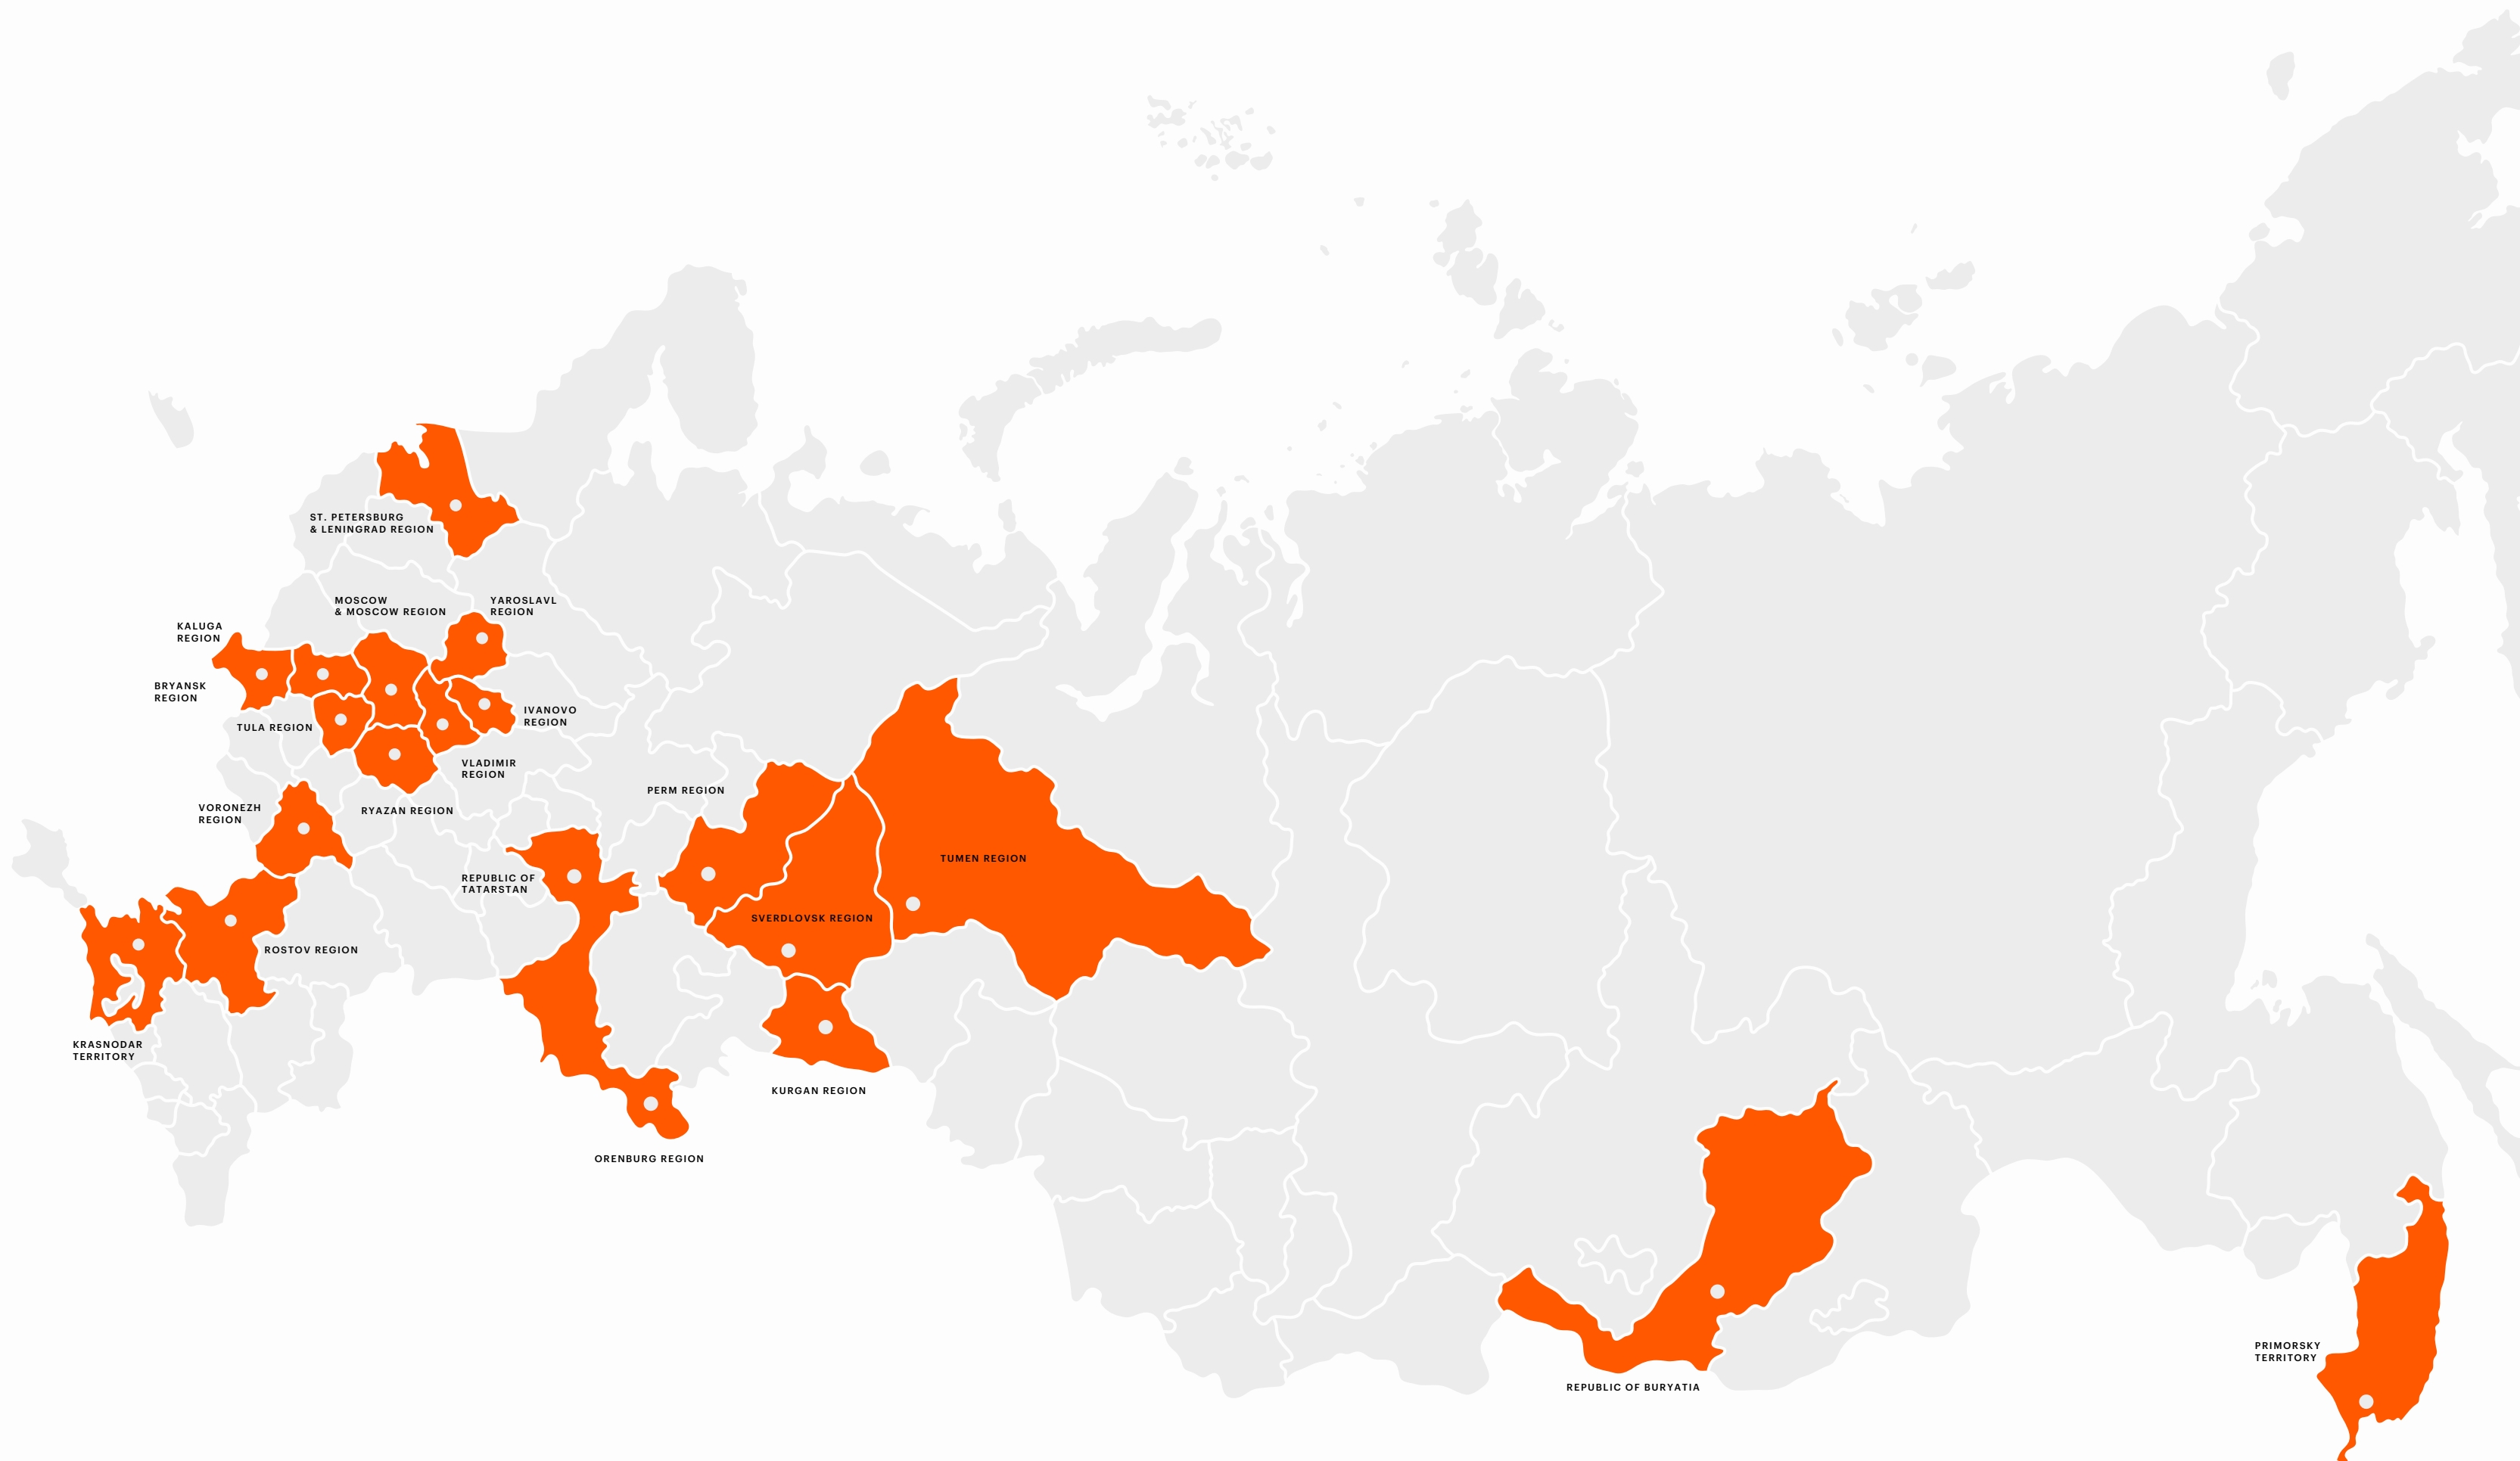 ST. PETERSBURG
& LENINGRAD REGION
MOSCOW
& MOSCOW REGION
YAROSLAVL
REGION
KALUGA
REGION
BRYANSK
REGION
TULA REGION
IVANOVO
REGION
VLADIMIR
REGION
VORONEZH
REGION
RYAZAN REGION
PERM REGION
TUMEN REGION
REPUBLIC OF
TATARSTAN
SVERDLOVSK REGION
ROSTOV REGION
KRASNODAR
TERRITORY
KURGAN REGION
ORENBURG REGION
PRIMORSKY
TERRITORY
REPUBLIC OF BURYATIA